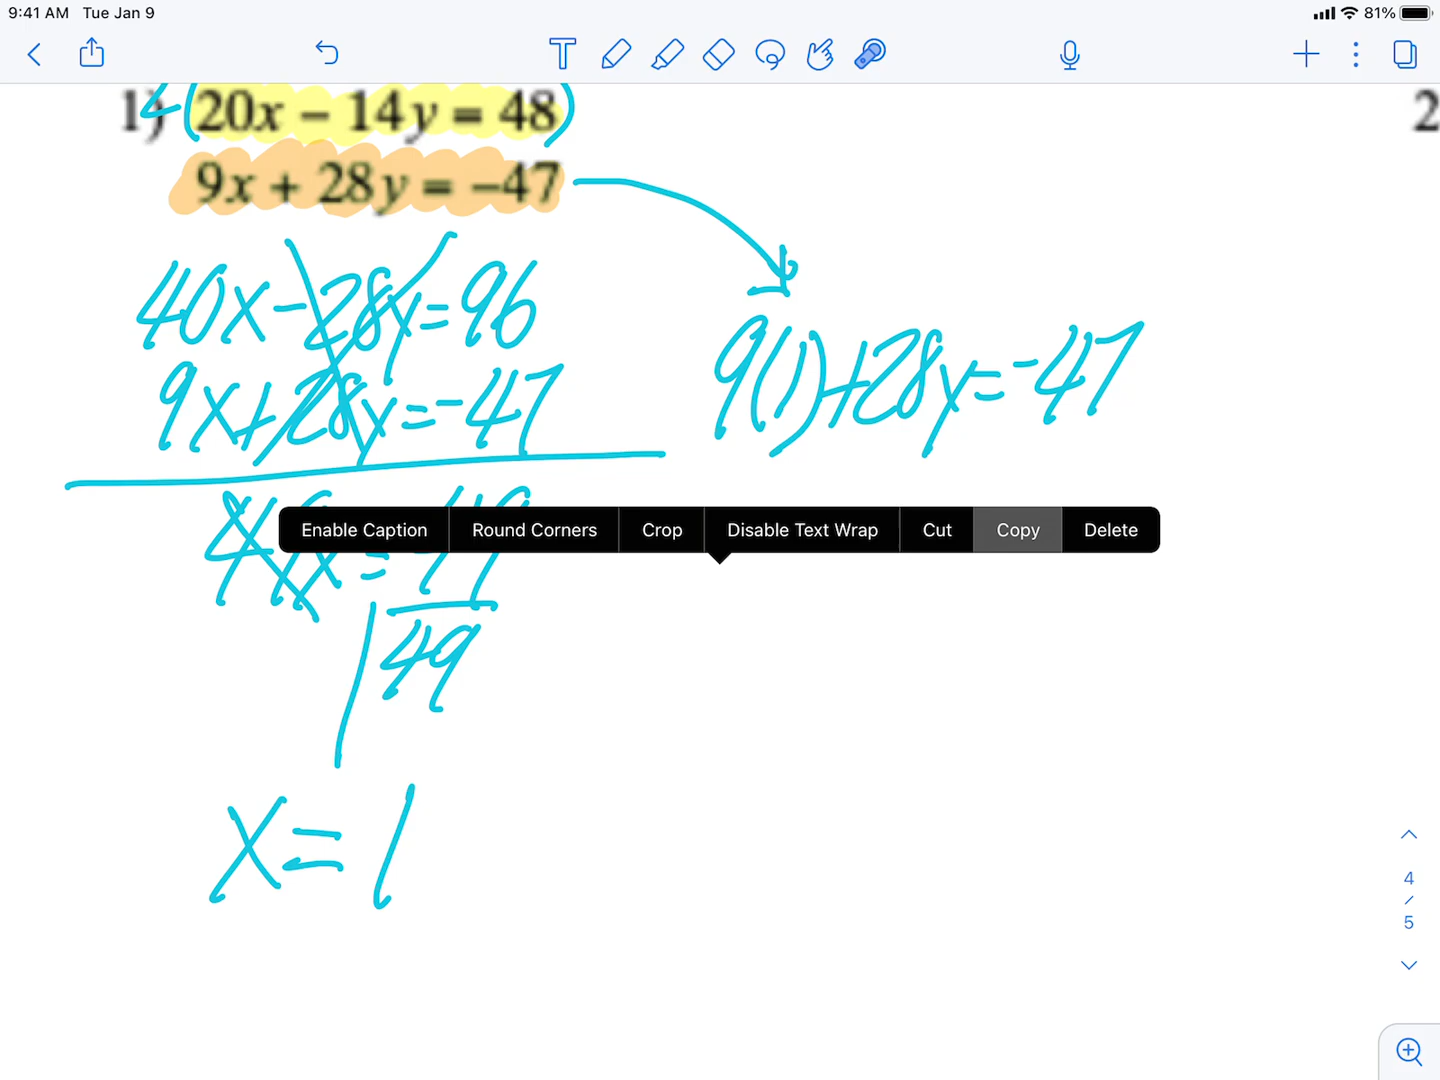 9:41 AM Tue Jan 9
81%
1) 2(20x − 14y = 48)
2
9x + 28y = −47
40x-28y=96
9x+28y=-47
9(1)+28y=-47
Enable Caption Round Corners Crop Disable Text Wrap Cut Copy Delete
49
x=1
4
/
5